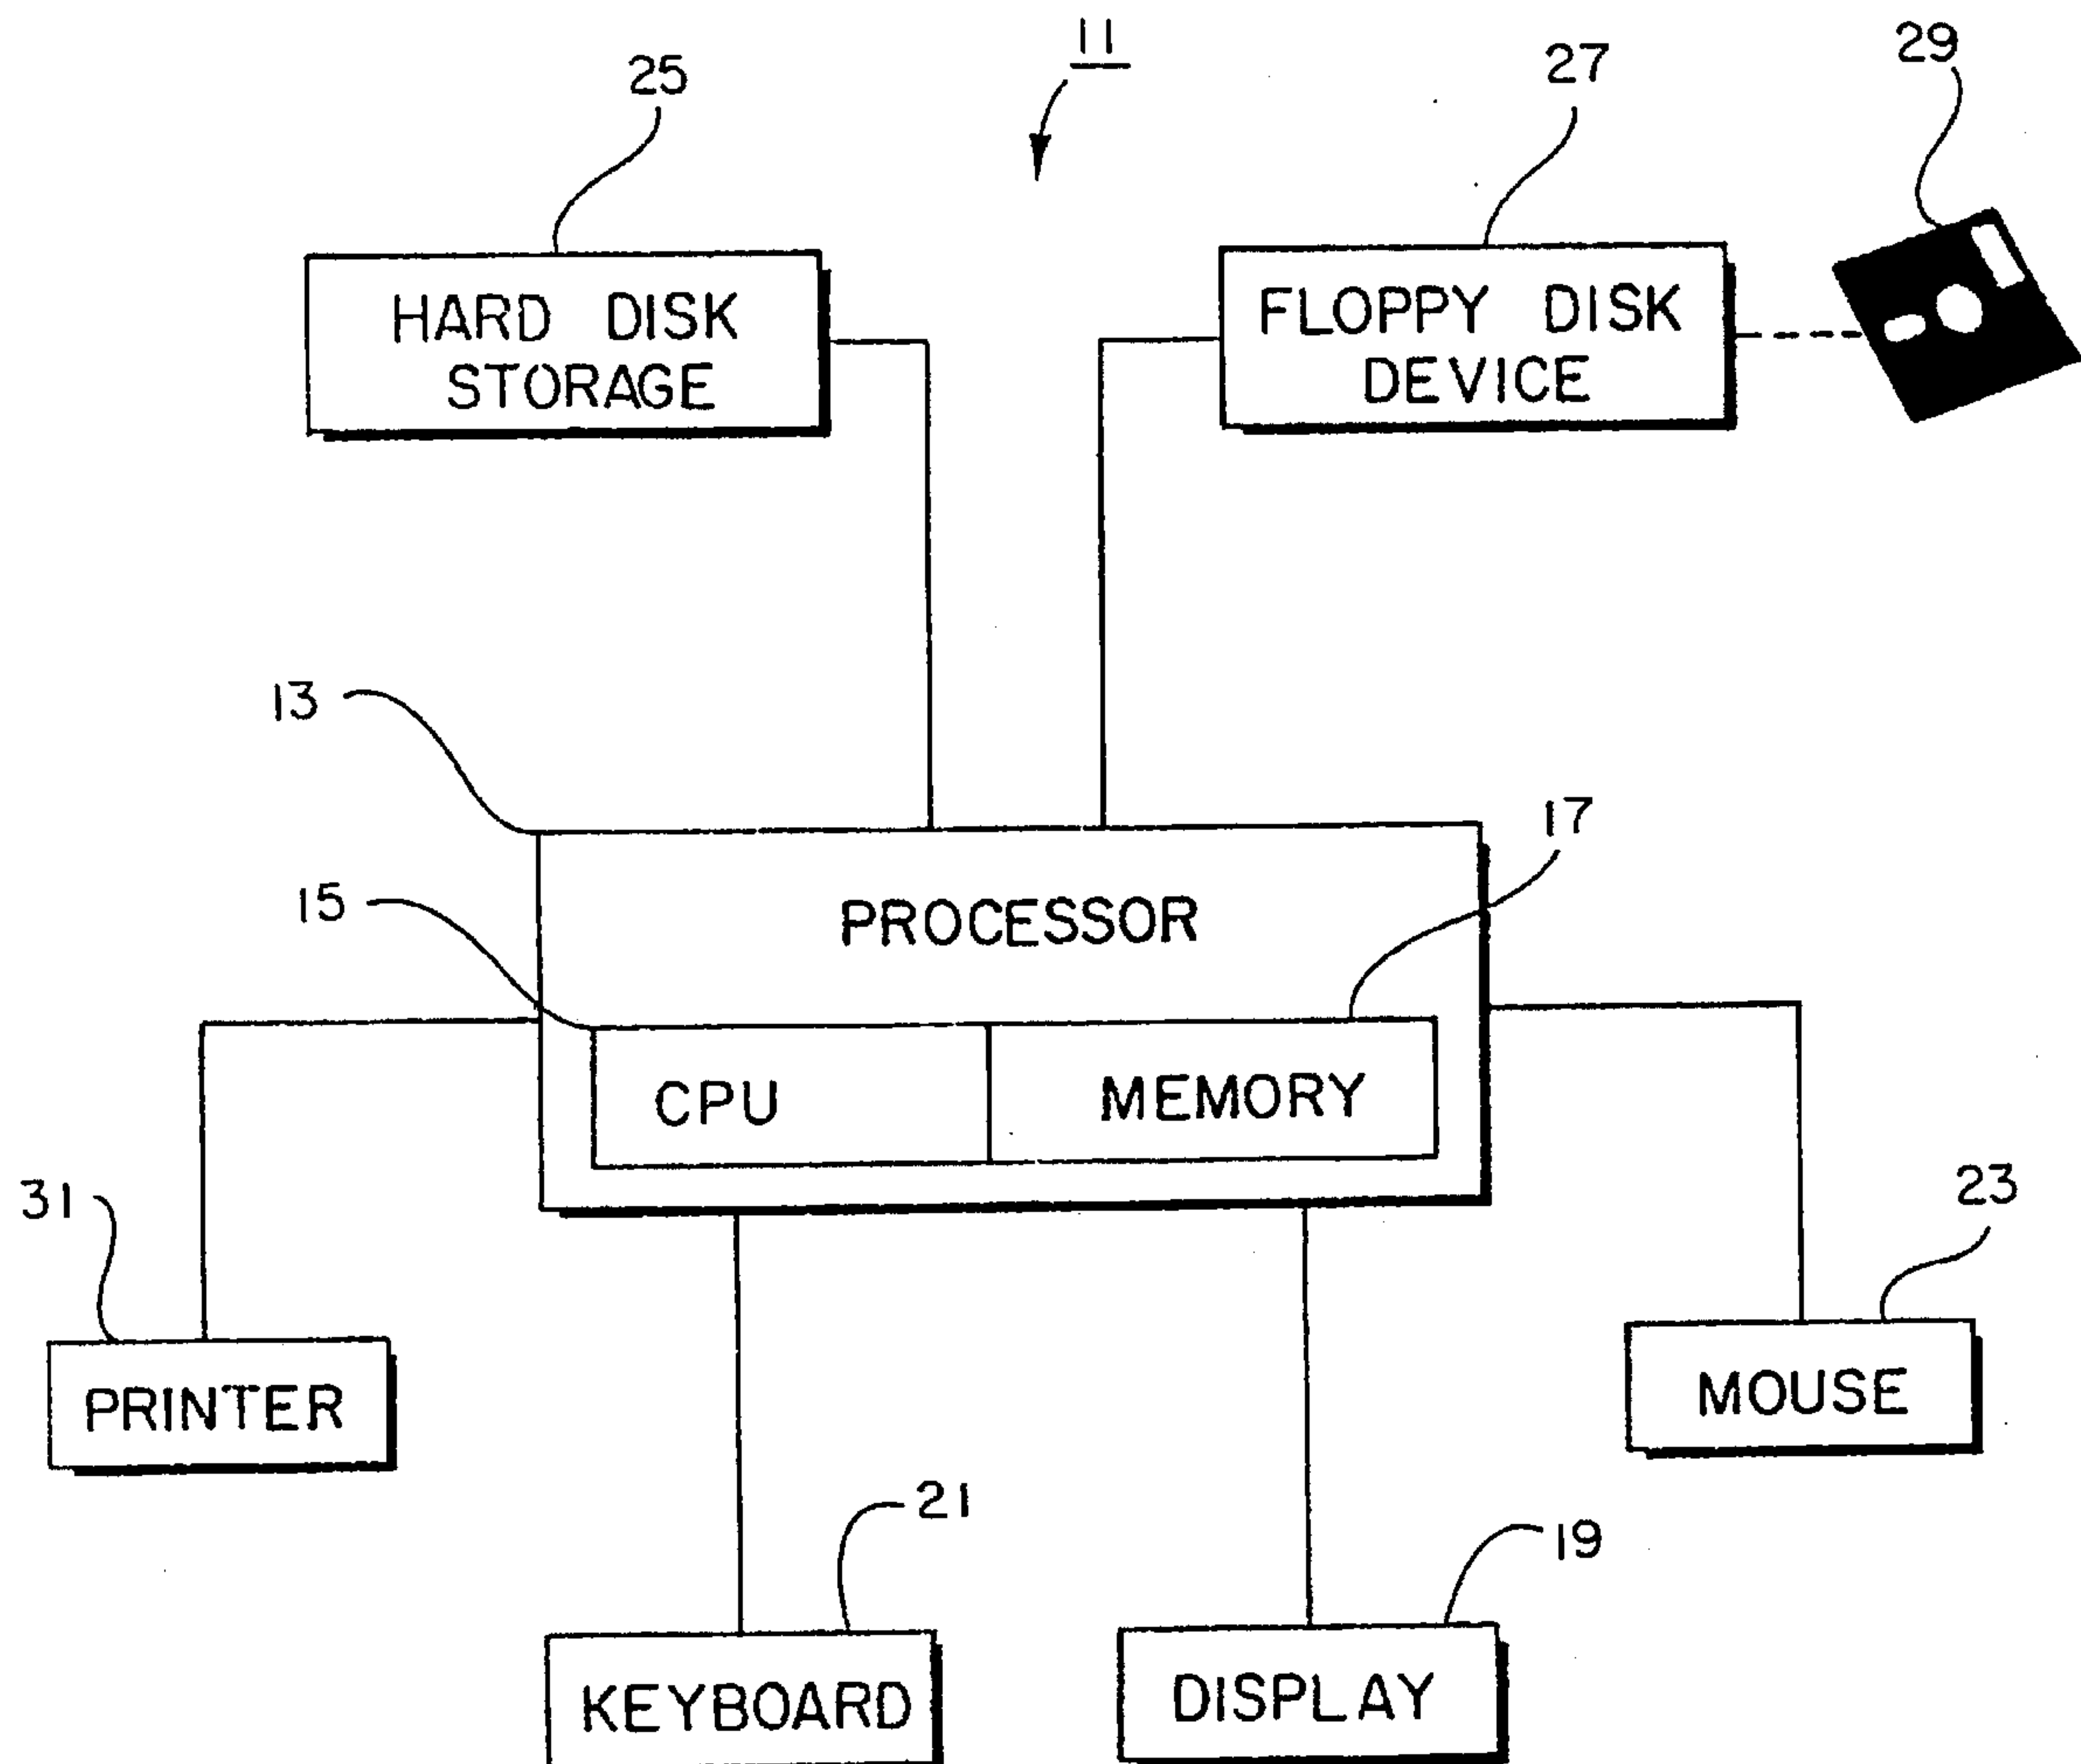 11
25
27
29
HARD DISK
STORAGE
FLOPPY DISK
DEVICE
13
17
15
PROCESSOR
CPU
MEMORY
31
23
PRINTER
MOUSE
21
19
KEYBOARD
DISPLAY